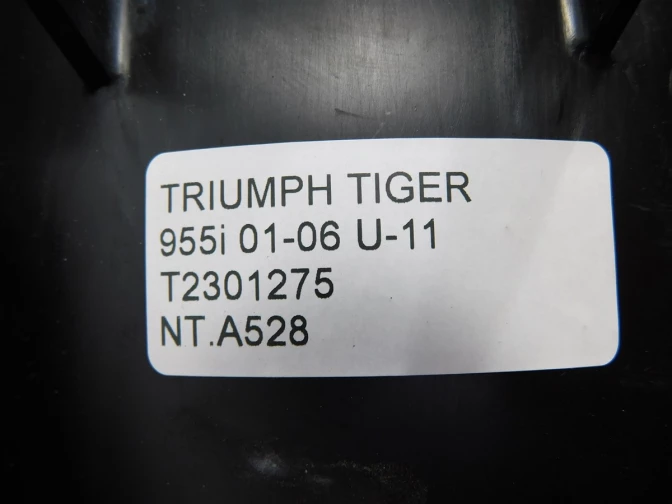 TRIUMPH TIGER
955i 01-06 U-11
T2301275
NT.A528